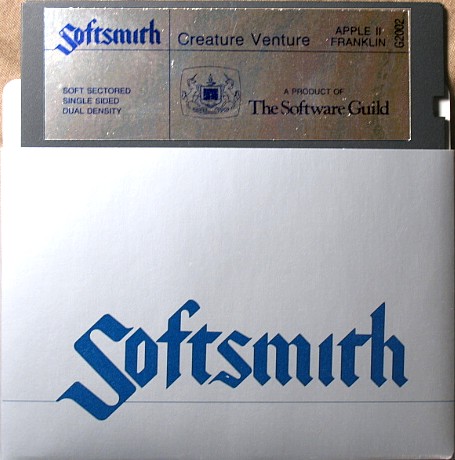 Softsmith
Creature Venture
APPLE II
FRANKLIN
G2002
SOFT SECTORED
SINGLE SIDED
DUAL DENSITY
A PRODUCT OF
The Software Guild
Softsmith